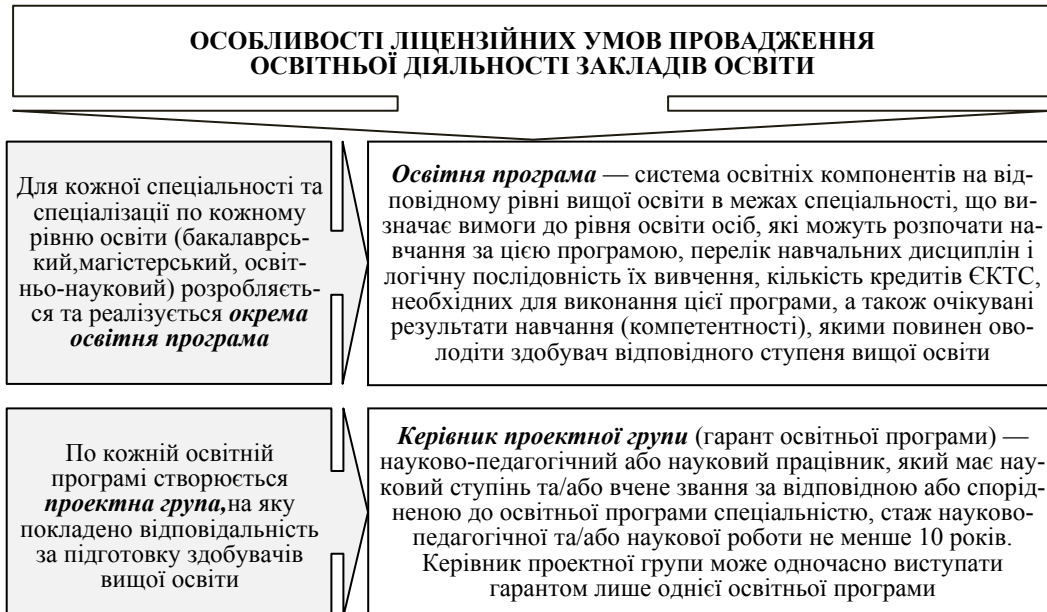 ОСОБЛИВОСТІ ЛІЦЕНЗІЙНИХ УМОВ ПРОВАДЖЕННЯ
ОСВІТНЬОЇ ДІЯЛЬНОСТІ ЗАКЛАДІВ ОСВІТИ
Для кожної спеціальності та
спеціалізації по кожному
рівню освіти (бакалаврсь-
кий,магістерський, освіт-
ньо-науковий) розробляєть-
ся та реалізується окрема
освітня програма
Освітня програма — система освітніх компонентів на від-
повідному рівні вищої освіти в межах спеціальності, що ви-
значає вимоги до рівня освіти осіб, які можуть розпочати на-
вчання за цією програмою, перелік навчальних дисциплін і
логічну послідовність їх вивчення, кількість кредитів ЄКТС,
необхідних для виконання цієї програми, а також очікувані
результати навчання (компетентності), якими повинен ово-
лодіти здобувач відповідного ступеня вищої освіти
По кожній освітній
програмі створюється
проектна група,на яку
покладено відповідальність
за підготовку здобувачів
вищої освіти
Керівник проектної групи (гарант освітньої програми) —
науково-педагогічний або науковий працівник, який має нау-
ковий ступінь та/або вчене звання за відповідною або спорід-
неною до освітньої програми спеціальністю, стаж науково-
педагогічної та/або наукової роботи не менше 10 років.
Керівник проектної групи може одночасно виступати
гарантом лише однієї освітньої програми